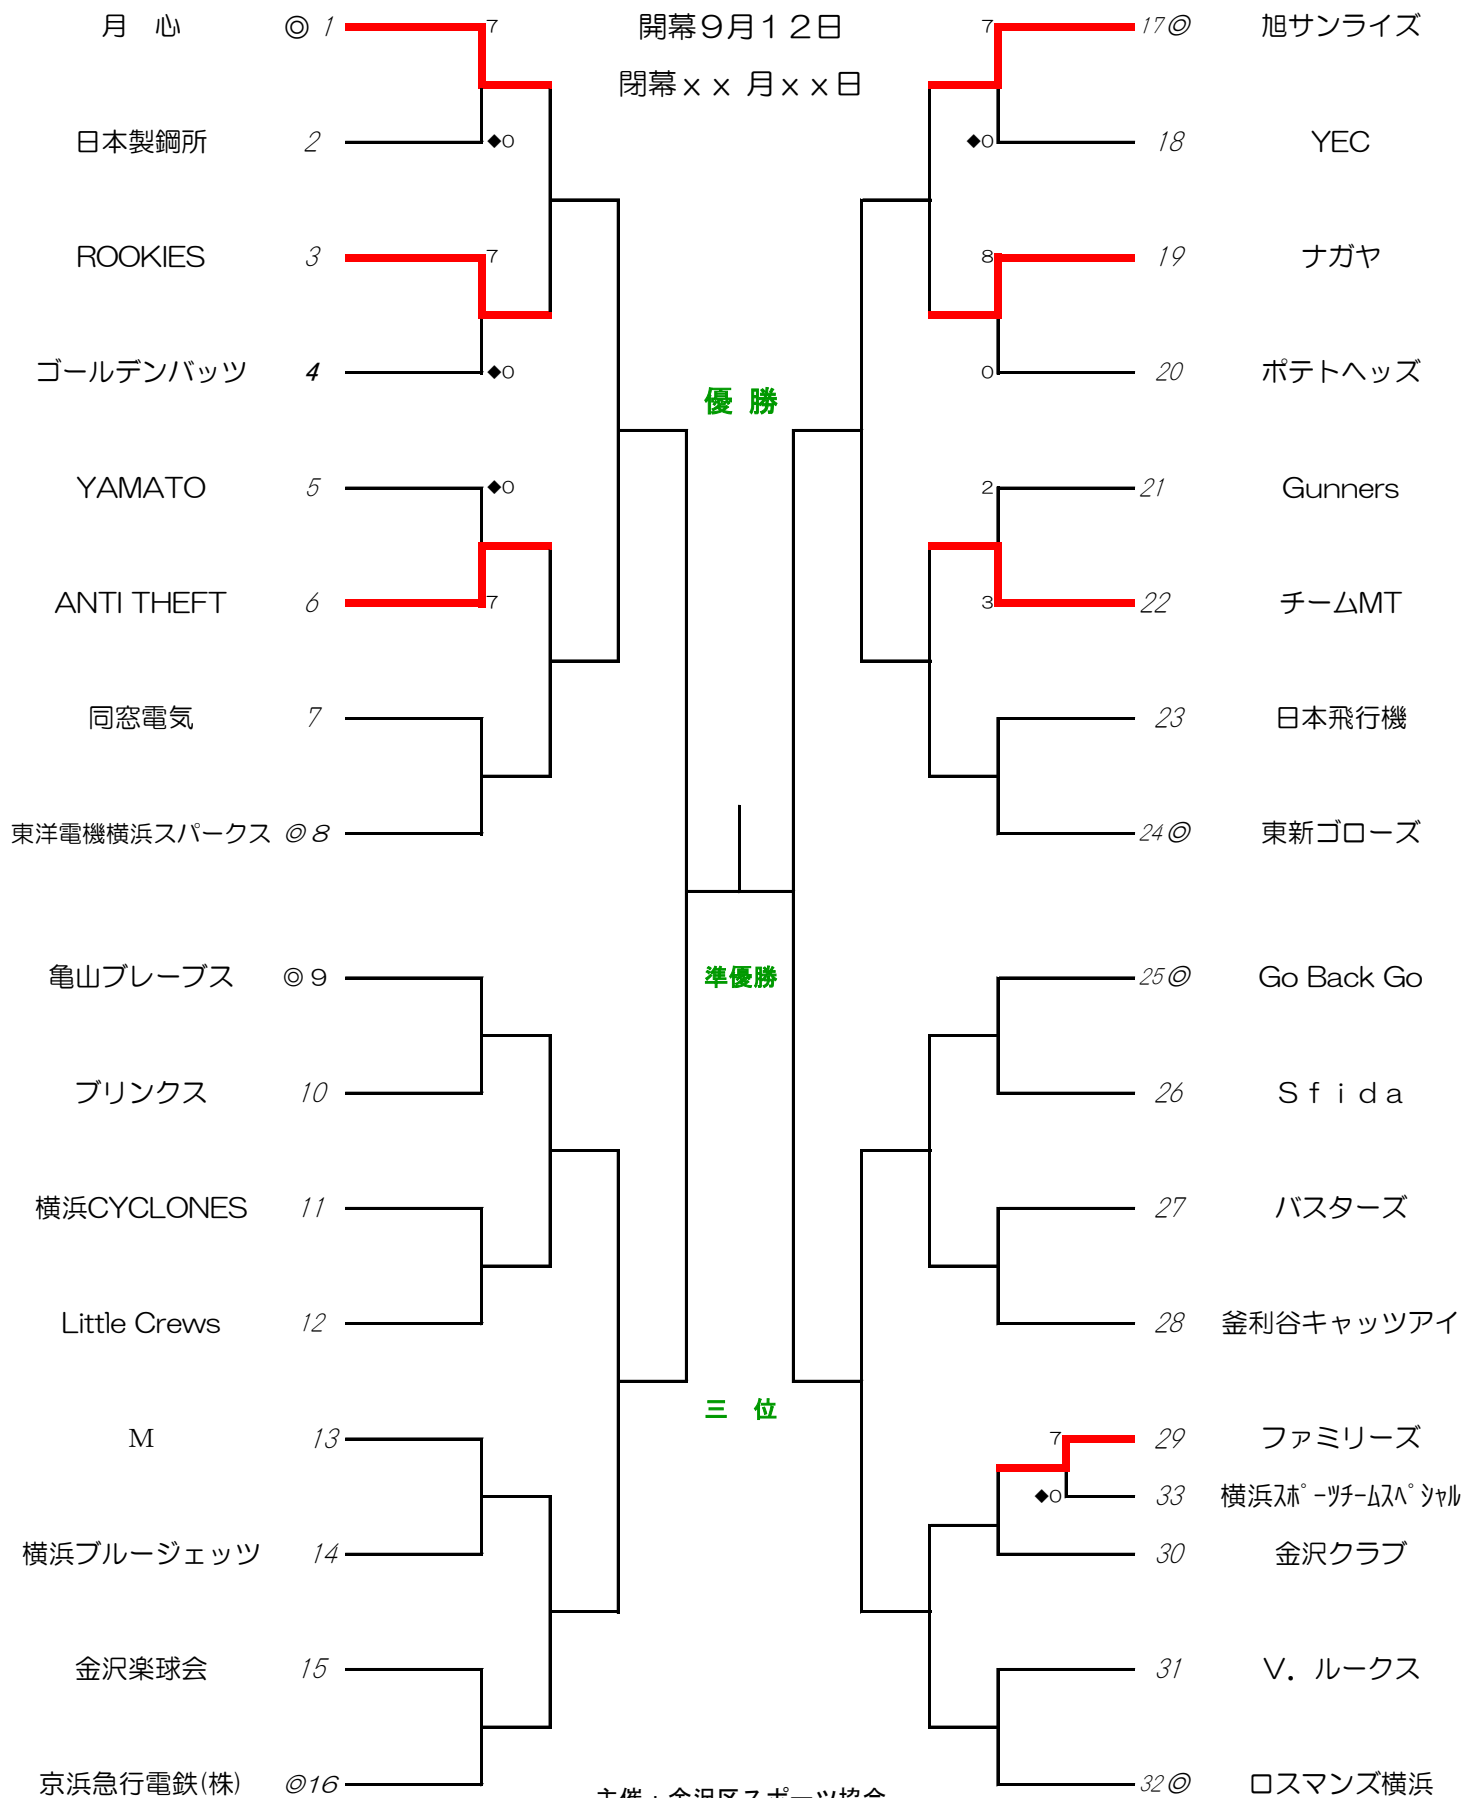 月　心 ◎ 1 7 開幕９月１２日 7 17◎ 旭サンライズ
閉幕ｘｘ 月ｘｘ日
日本製鋼所 2 ◆0 ◆0 18 YEC
ROOKIES 3 7 8 19 ナガヤ
ゴールデンバッツ 4 ◆0 0 20 ポテトヘッズ
優 勝
YAMATO 5 ◆0 2 21 Gunners
ANTI THEFT 6 7 3 22 チームMT
同窓電気 7 23 日本飛行機
東洋電機横浜スパークス ◎8 24◎ 東新ゴローズ
亀山ブレーブス ◎9 準優勝 25◎ Go Back Go
ブリンクス 10 26 Ｓｆｉｄａ
横浜CYCLONES 11 27 バスターズ
Little Crews 12 28 釜利谷キャッツアイ
三　位
M 13 7 29 ファミリーズ
◆0 33 横浜ｽﾎﾟｰﾂﾁｰﾑｽﾍﾟｼｬﾙ
横浜ブルージェッツ 14 30 金沢クラブ
金沢楽球会 15 31 Ｖ．ルークス
京浜急行電鉄(株) ◎16 32◎ ロスマンズ横浜
主催：金沢区スポーツ協会